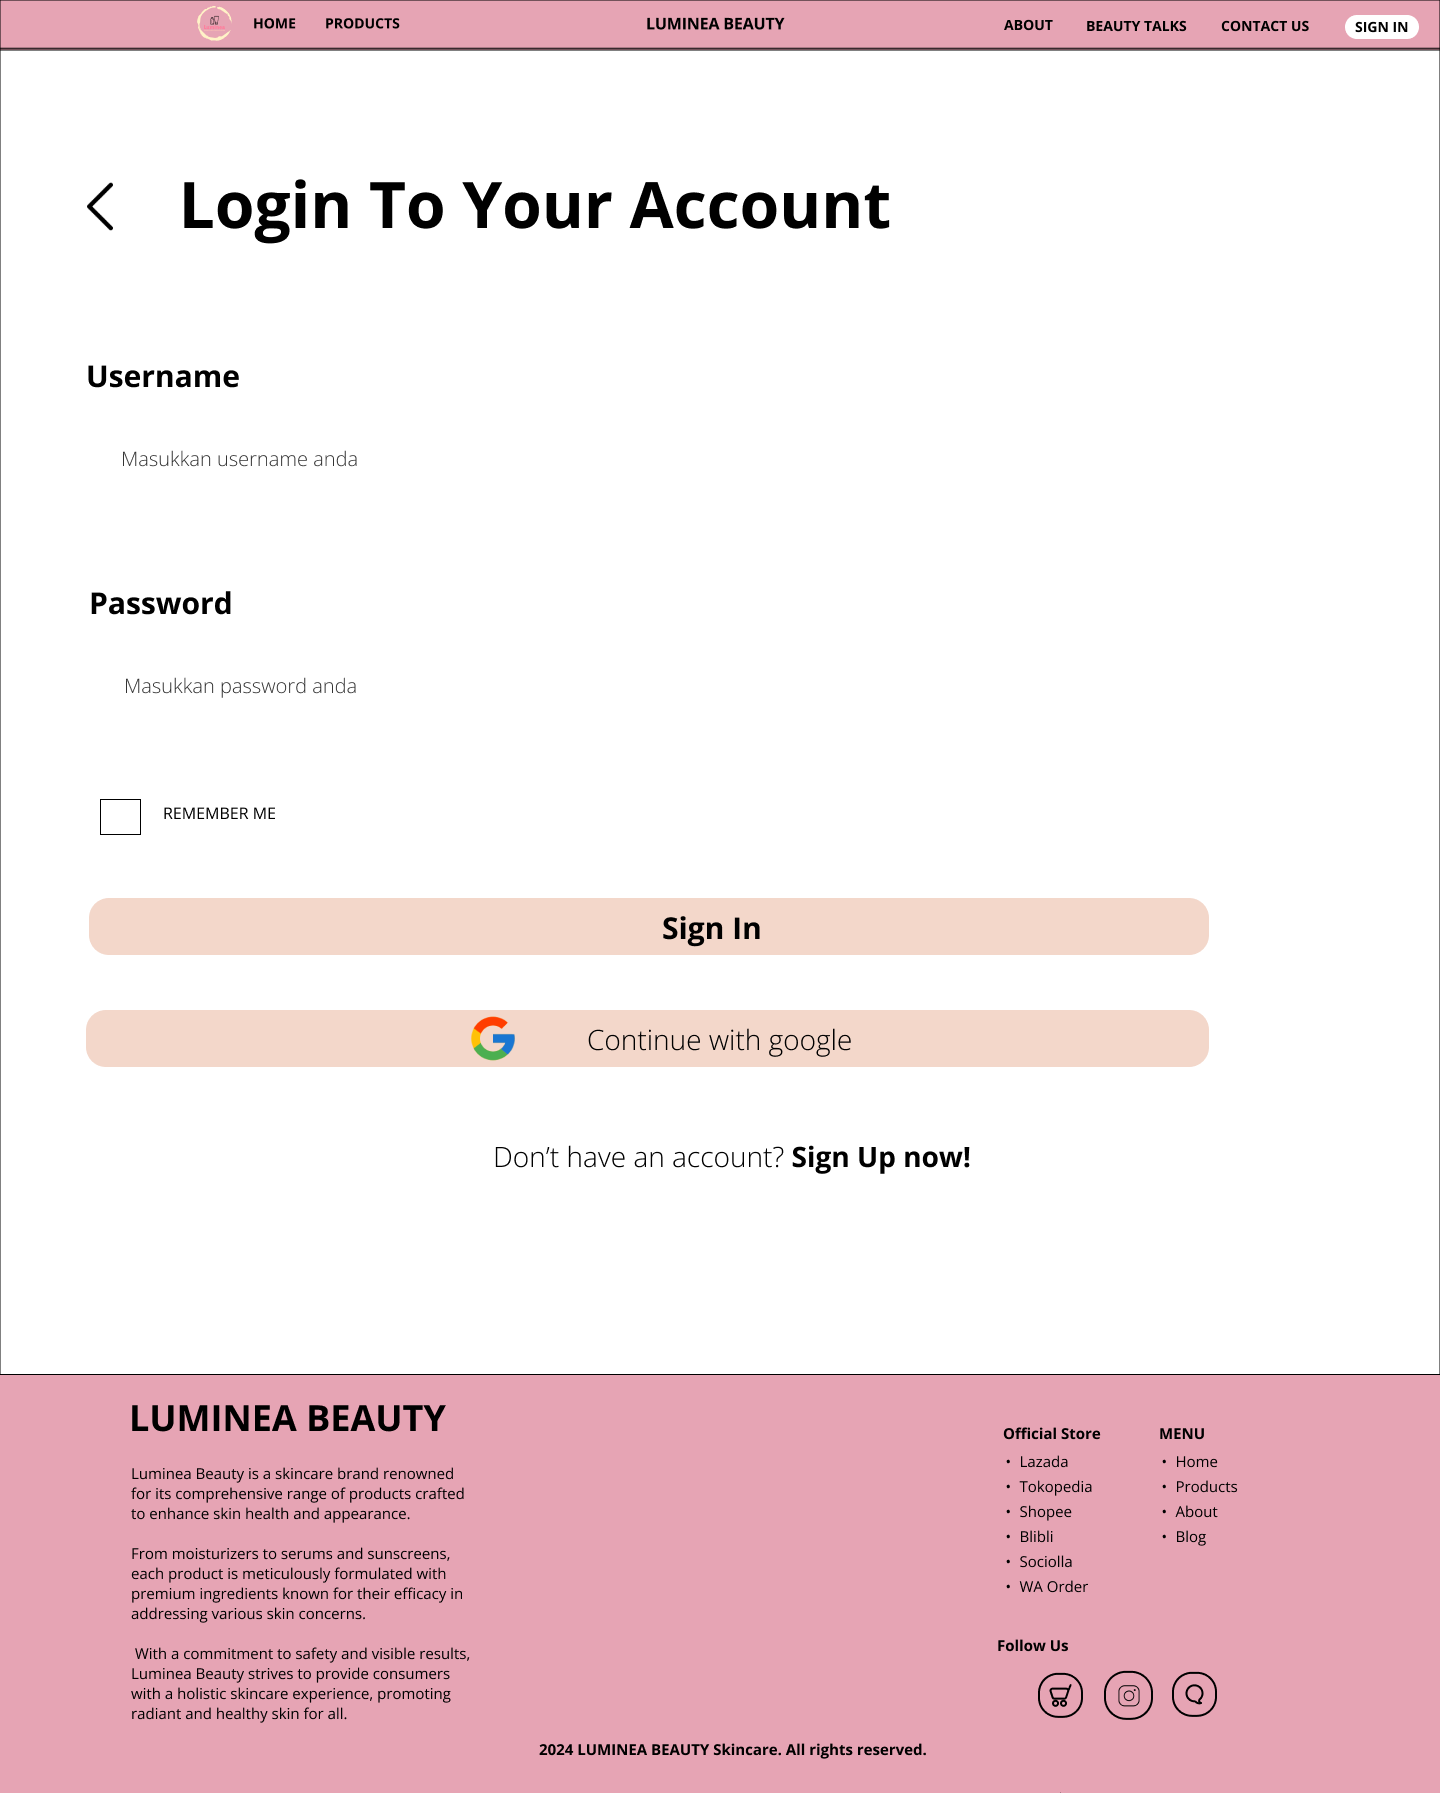 HOME
PRODUCTS
LUMINEA BEAUTY
ABOUT
BEAUTY TALKS
CONTACT US
SIGN IN
Login To Your Account
Username
Masukkan username anda
Password
Masukkan password anda
REMEMBER ME
Sign In
Continue with google
Don’t have an account? Sign Up now!
LUMINEA BEAUTY
Luminea Beauty is a skincare brand renowned
for its comprehensive range of products crafted
to enhance skin health and appearance.
From moisturizers to serums and sunscreens,
each product is meticulously formulated with
premium ingredients known for their efficacy in
addressing various skin concerns.
With a commitment to safety and visible results,
Luminea Beauty strives to provide consumers
with a holistic skincare experience, promoting
radiant and healthy skin for all.
Official Store
• Lazada
• Tokopedia
• Shopee
• Blibli
• Sociolla
• WA Order
MENU
• Home
• Products
• About
• Blog
Follow Us
2024 LUMINEA BEAUTY Skincare. All rights reserved.